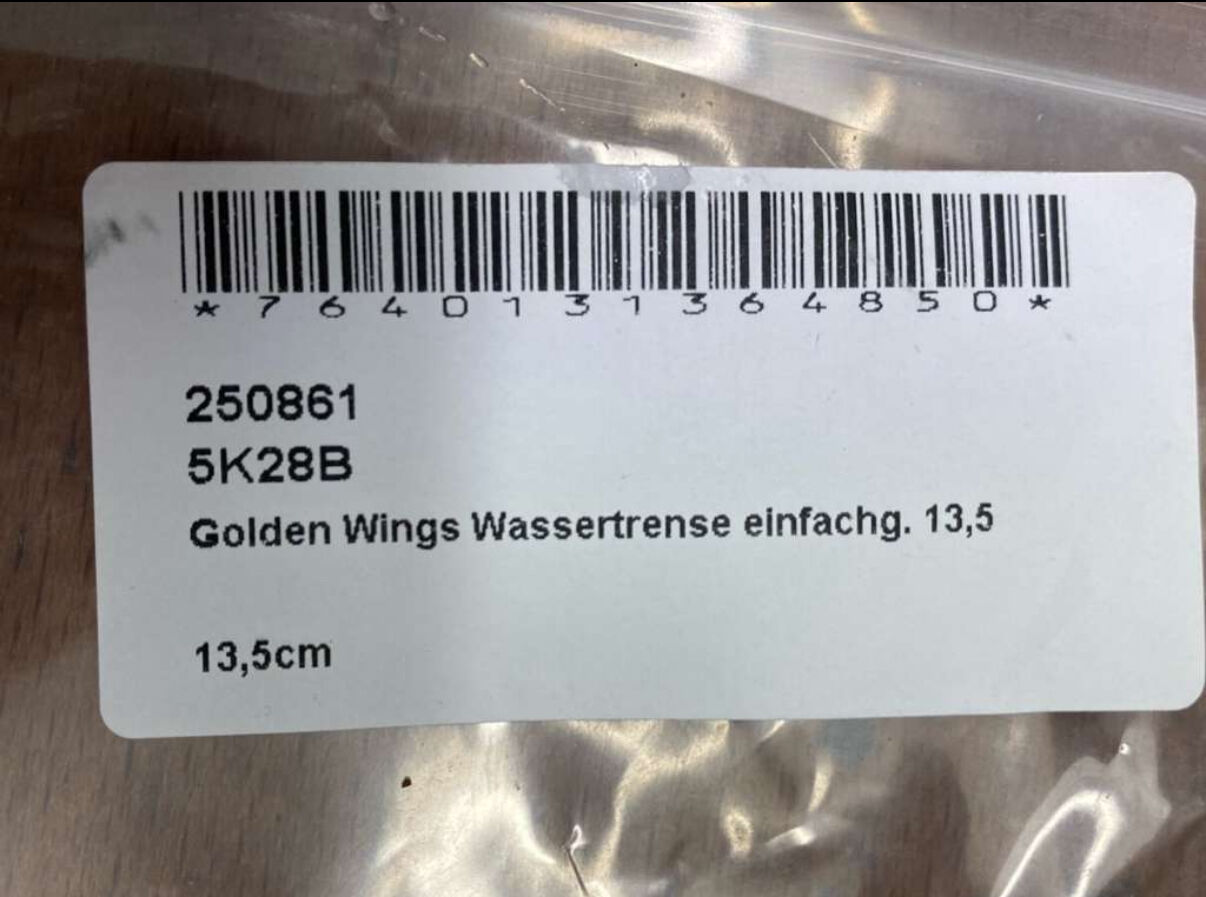 *7640131364850*
250861
5K28B
Golden Wings Wassertrense einfachg. 13,5
13,5cm